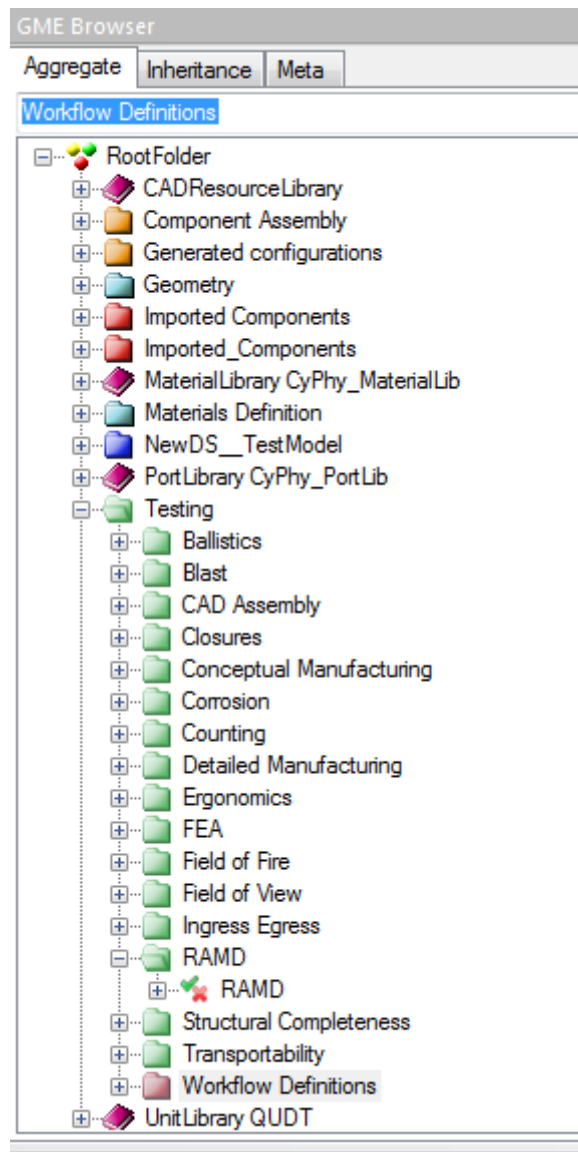 GME Browser
Aggregate Inheritance Meta
Workflow Definitions
RootFolder
CADResourceLibrary
Component Assembly
Generated configurations
Geometry
Imported Components
Imported_Components
MaterialLibrary CyPhy_MaterialLib
Materials Definition
NewDS__TestModel
PortLibrary CyPhy_PortLib
Testing
Ballistics
Blast
CAD Assembly
Closures
Conceptual Manufacturing
Corrosion
Counting
Detailed Manufacturing
Ergonomics
FEA
Field of Fire
Field of View
Ingress Egress
RAMD
RAMD
Structural Completeness
Transportability
Workflow Definitions
UnitLibrary QUDT